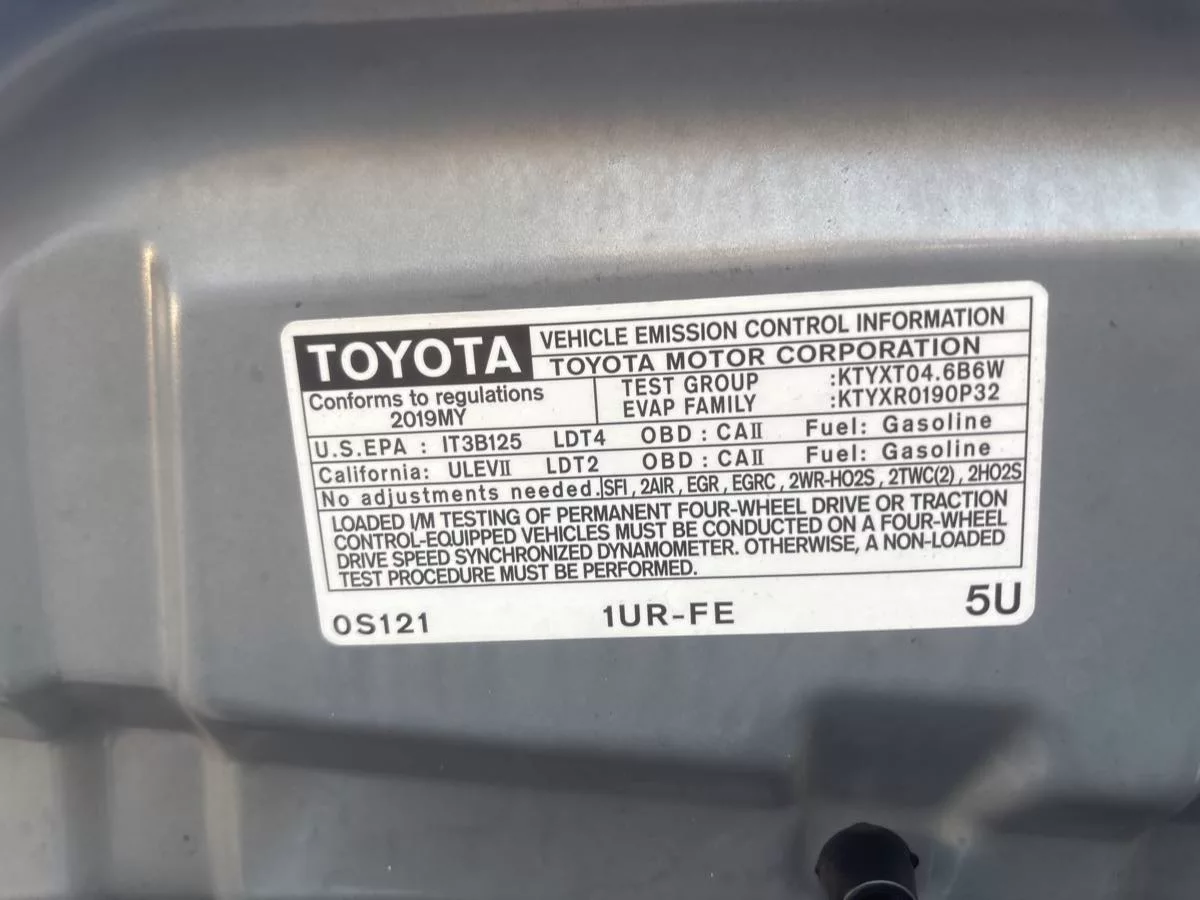 TOYOTA
VEHICLE EMISSION CONTROL INFORMATION
TOYOTA MOTOR CORPORATION
Conforms to regulations
2019MY
TEST GROUP :KTYXT04.6B6W
EVAP FAMILY :KTYXR0190P32
U.S.EPA : IT3B125 LDT4 OBD : CAII Fuel: Gasoline
California: ULEVII LDT2 OBD : CAII Fuel: Gasoline
No adjustments needed. SFI, 2AIR, EGR, EGRC, 2WR-HO2S, 2TWC(2), 2HO2S
LOADED I/M TESTING OF PERMANENT FOUR-WHEEL DRIVE OR TRACTION
CONTROL-EQUIPPED VEHICLES MUST BE CONDUCTED ON A FOUR-WHEEL
DRIVE SPEED SYNCHRONIZED DYNAMOMETER. OTHERWISE, A NON-LOADED
TEST PROCEDURE MUST BE PERFORMED.
0S121 1UR-FE 5U